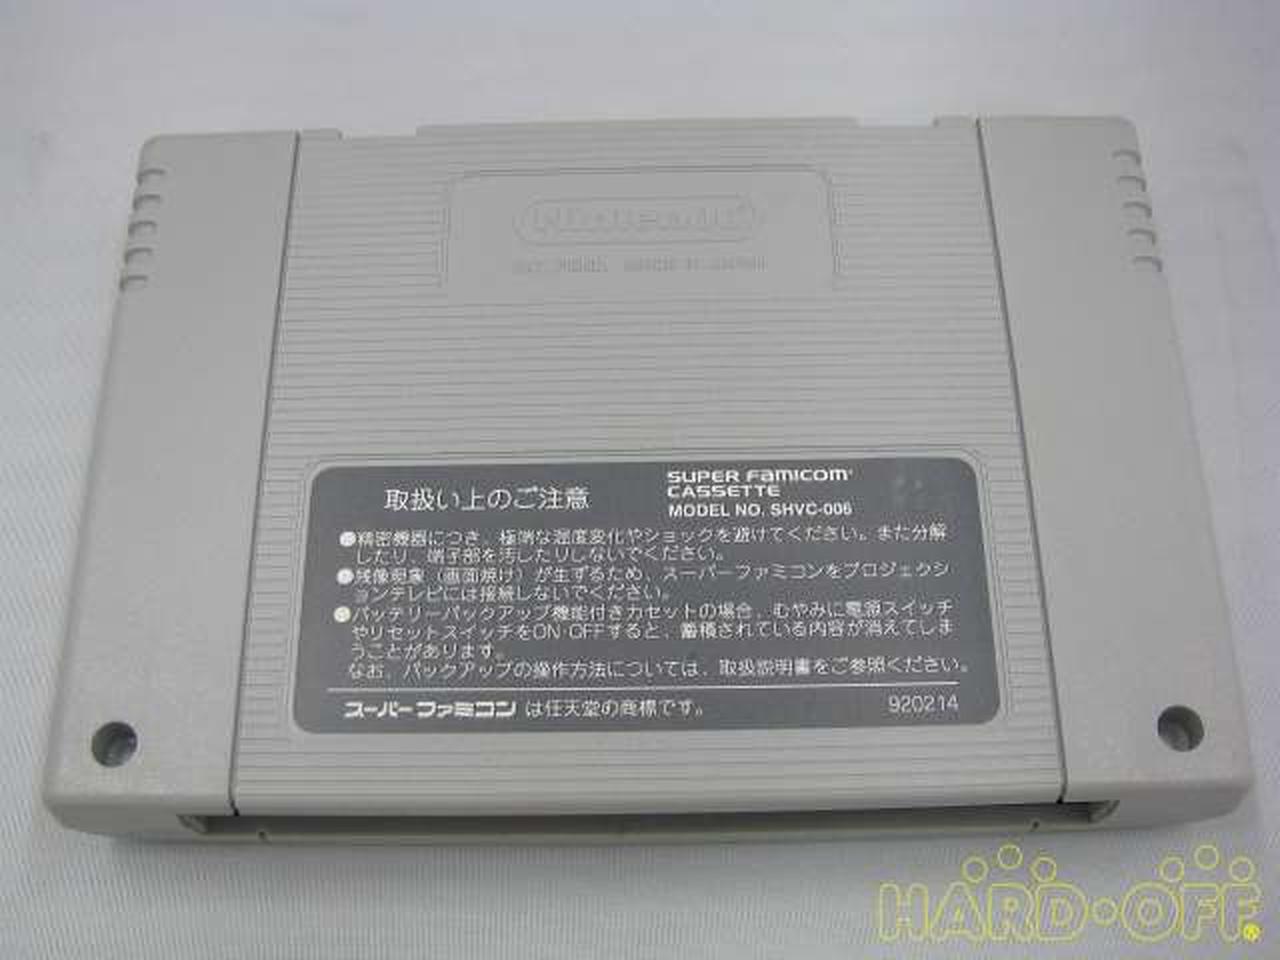 Nintendo
PAT. PEND. MADE IN JAPAN
取扱い上のご注意
SUPER FAMICOM
CASSETTE
MODEL NO. SHVC-006
●精密機器につき、極端な温度変化やショックを避けてください。また分解
したり、端子部を汚したりしないでください。
●残像現象(画面焼け)が生ずるため、スーパーファミコンをプロジェクシ
ョンテレビには接続しないでください。
●バッテリーバックアップ機能付きカセットの場合、むやみに電源スイッチ
やリセットスイッチをON・OFFすると、蓄積されている内容が消えてしま
うことがあります。
なお、バックアップの操作方法については、取扱説明書をご参照ください。
スーパーファミコンは任天堂の商標です。
920214
HARD・OFF